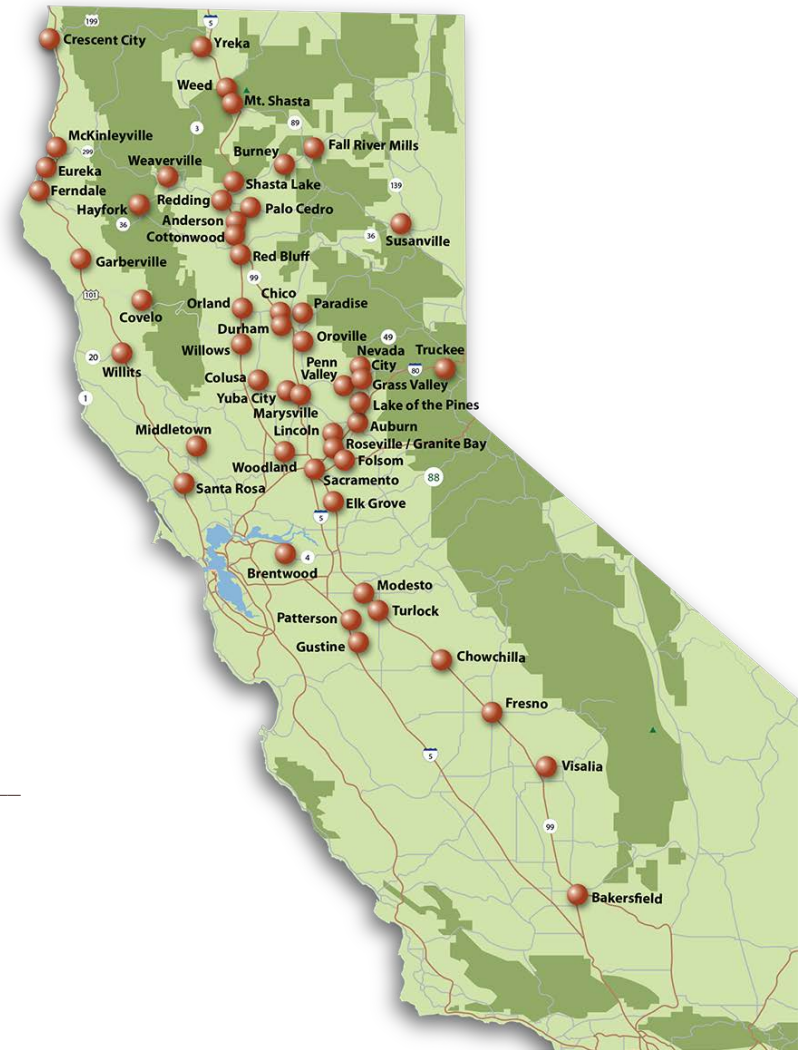 199
5
Crescent City
Yreka
Weed
Mt. Shasta
3
89
McKinleyville
299
Fall River Mills
Burney
Weaverville
Eureka
Shasta Lake
139
Ferndale
Redding
Hayfork
Palo Cedro
Anderson
36
Cottonwood
36
Susanville
Red Bluff
Garberville
99
101
Chico
Covelo
Orland
Paradise
Durham
Oroville
49
Willows
Nevada
City
Truckee
20
Penn
Valley
80
Willits
Colusa
Grass Valley
1
Yuba City
Lake of the Pines
Marysville
Auburn
Middletown
Lincoln
Roseville / Granite Bay
Woodland
Folsom
Sacramento
88
Santa Rosa
Elk Grove
5
4
Brentwood
Modesto
Turlock
Patterson
Gustine
Chowchilla
Fresno
5
Visalia
99
Bakersfield